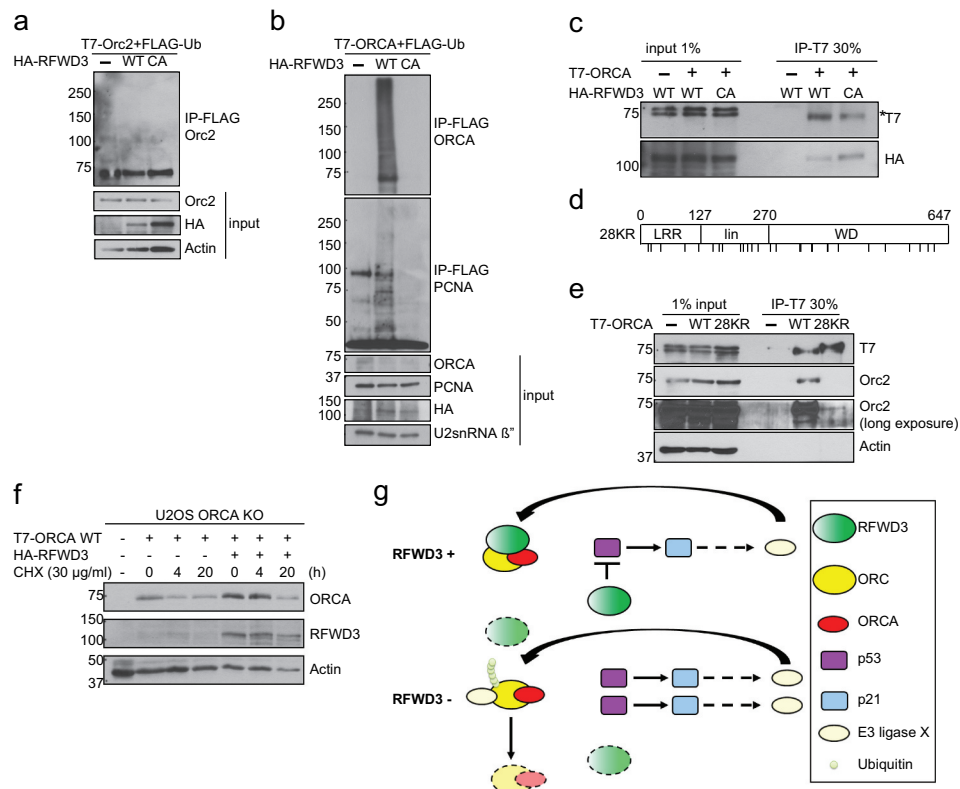 a
T7-Orc2+FLAG-Ub
HA-RFWD3 – WT CA
250
150
100
75
IP-FLAG
Orc2
Orc2
HA
Actin
input
b
T7-ORCA+FLAG-Ub
HA-RFWD3 – WT CA
250
150
100
75
IP-FLAG
ORCA
250
150
100
75
50
37
IP-FLAG
PCNA
75
ORCA
37
PCNA
150
100
HA
U2snRNA ß”
input
c
input 1% IP-T7 30%
T7-ORCA – + + – + +
HA-RFWD3 WT WT CA WT WT CA
75
*T7
100
HA
d
0 127 270 647
28KR LRR lin WD
e
1% input IP-T7 30%
T7-ORCA – WT 28KR – WT 28KR
75
T7
75
Orc2
75
Orc2
(long exposure)
37
Actin
f
U2OS ORCA KO
T7-ORCA WT - + + + + + +
HA-RFWD3 - - - - + + +
CHX (30 µg/ml) - 0 4 20 0 4 20 (h)
75
ORCA
150
100
RFWD3
50
37
Actin
g
RFWD3 +
RFWD3 -
RFWD3
ORC
ORCA
p53
p21
E3 ligase X
Ubiquitin